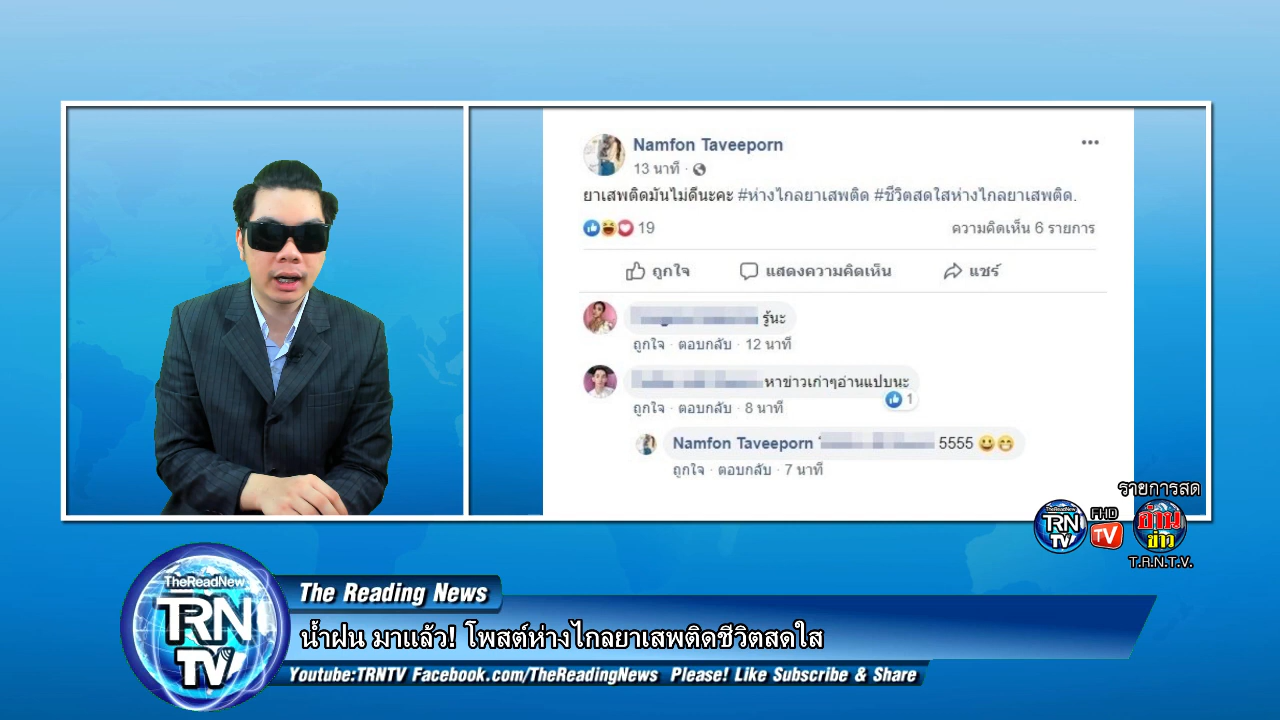 Namfon Taveeporn
13 นาที ·
ยาเสพติดมันไม่ดีนะคะ #ห่างไกลยาเสพติด #ชีวิตสดใสห่างไกลยาเสพติด.
19 ความคิดเห็น 6 รายการ
ถูกใจ แสดงความคิดเห็น แชร์
รู้นะ
ถูกใจ · ตอบกลับ · 12 นาที
หาข่าวเก่าๆอ่านแปบนะ
1
ถูกใจ · ตอบกลับ · 8 นาที
Namfon Taveeporn 5555
ถูกใจ · ตอบกลับ · 7 นาที
รายการสด
TheReadNew
TRN
TV
FHD
TV
อ่าน
ข่าว
T.R.N.T.V.
TheReadNew
TRN
TV
The Reading News
น้ำฝน มาแล้ว! โพสต์ห่างไกลยาเสพติดชีวิตสดใส
Youtube:TRNTV Facebook.com/TheReadingNews Please! Like Subscribe & Share